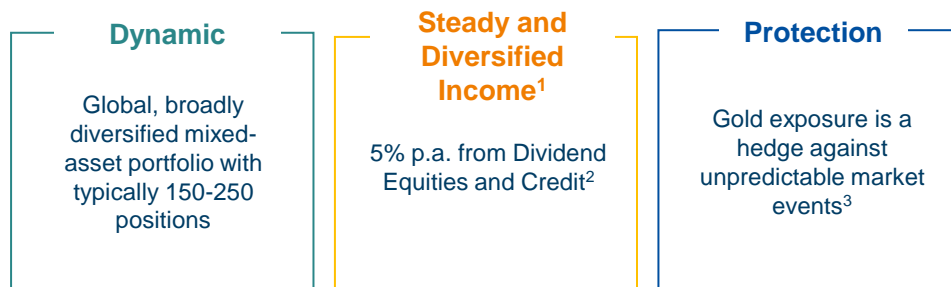 Dynamic
Global, broadly
diversified mixed-
asset portfolio with
typically 150-250
positions
Steady and
Diversified
Income¹
5% p.a. from Dividend
Equities and Credit²
Protection
Gold exposure is a
hedge against
unpredictable market
events³